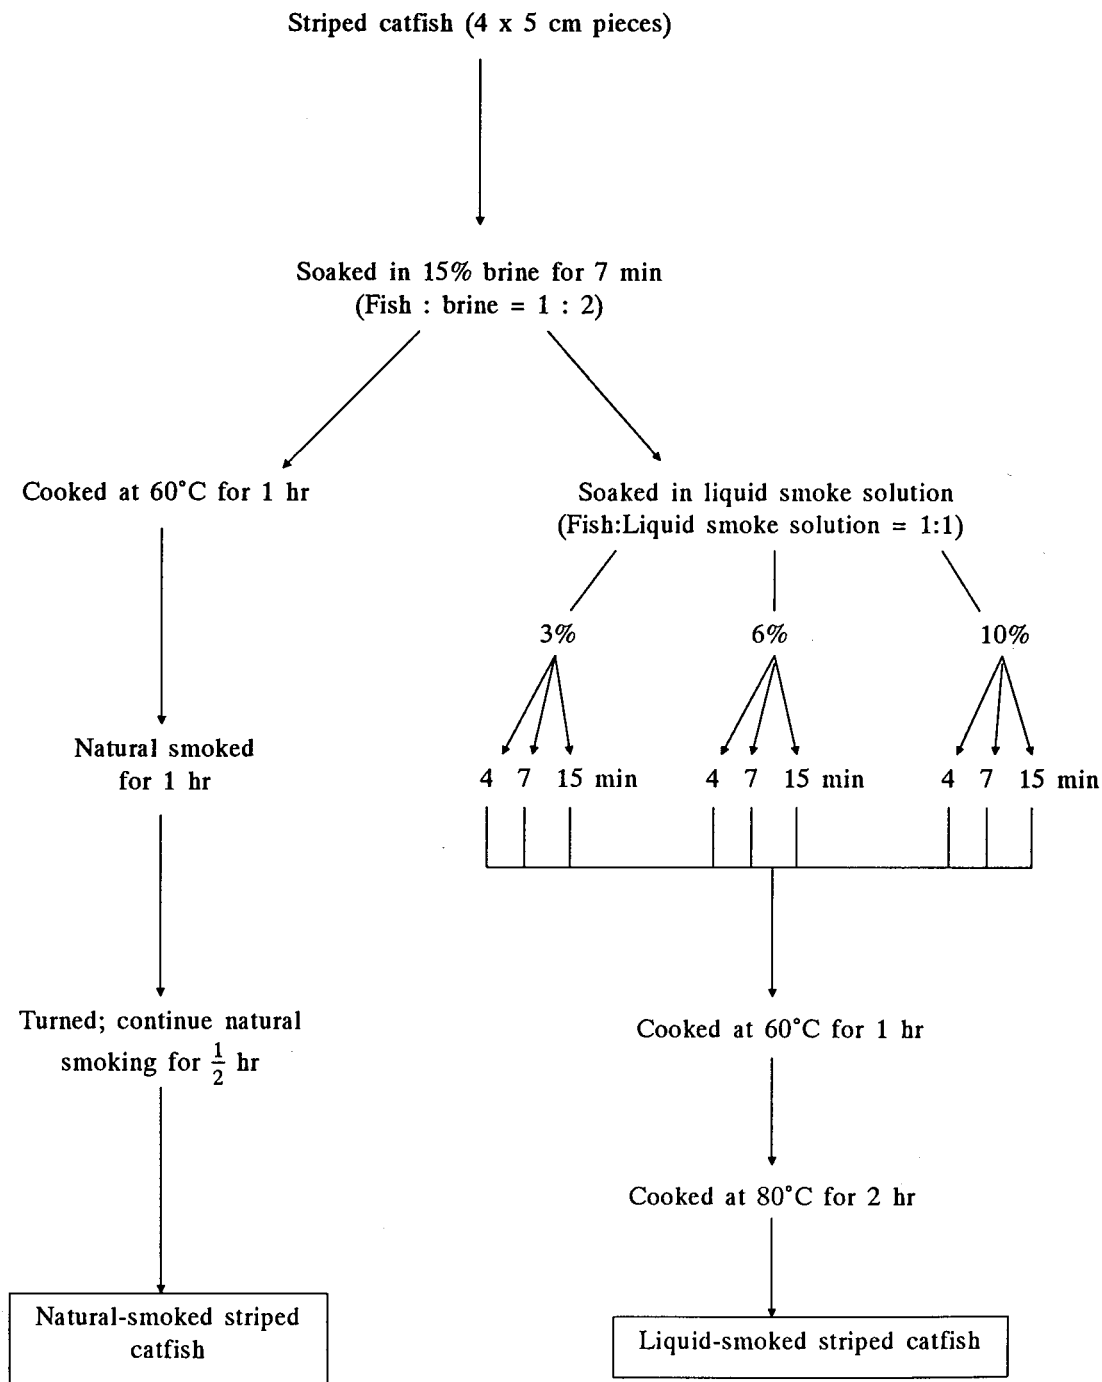 Striped catfish (4 x 5 cm pieces)
Soaked in 15% brine for 7 min
(Fish : brine = 1 : 2)
Cooked at 60°C for 1 hr
Natural smoked
for 1 hr
Turned; continue natural
smoking for 1/2 hr
Natural-smoked striped
catfish
Soaked in liquid smoke solution
(Fish:Liquid smoke solution = 1:1)
3% 6% 10%
4 7 15 min 4 7 15 min 4 7 15 min
Cooked at 60°C for 1 hr
Cooked at 80°C for 2 hr
Liquid-smoked striped catfish